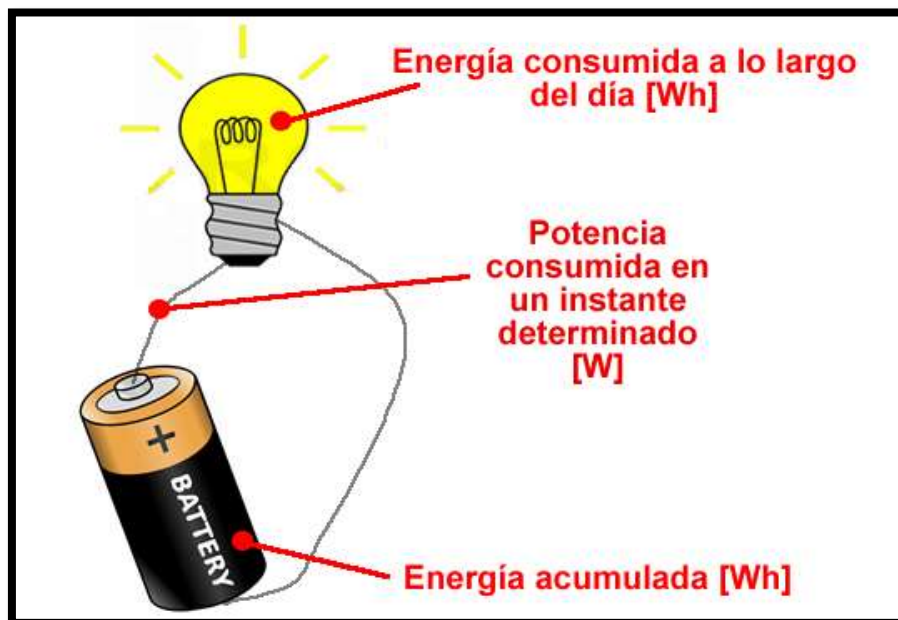 Energía consumida a lo largo
del día [Wh]
Potencia
consumida en
un instante
determinado
[W]
+
BATTERY
Energía acumulada [Wh]